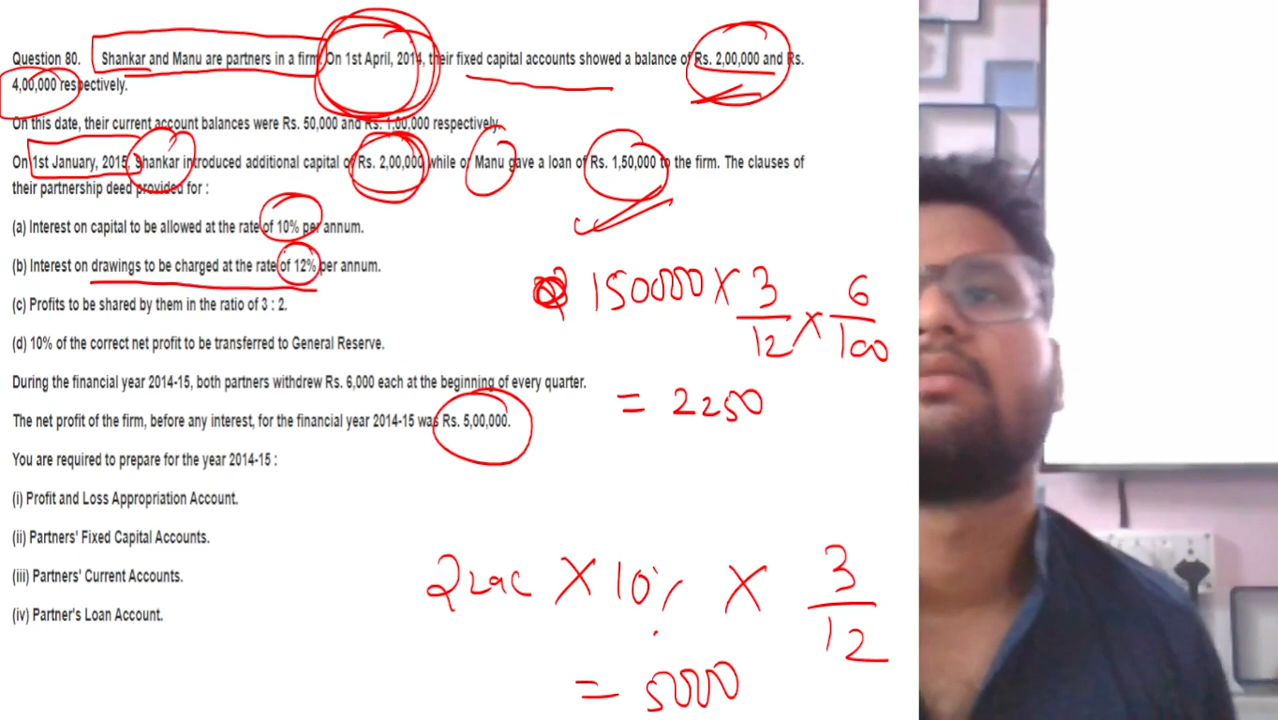 Question 80. Shankar and Manu are partners in a firm. On 1st April, 2014, their fixed capital accounts showed a balance of Rs. 2,00,000 and Rs.
4,00,000 respectively.
On this date, their current account balances were Rs. 50,000 and Rs. 1,00,000 respectively.
On 1st January, 2015, Shankar introduced additional capital of Rs. 2,00,000 while or Manu gave a loan of Rs. 1,50,000 to the firm. The clauses of
their partnership deed provided for :
(a) Interest on capital to be allowed at the rate of 10% per annum.
(b) Interest on drawings to be charged at the rate of 12% per annum.
(c) Profits to be shared by them in the ratio of 3 : 2.
(d) 10% of the correct net profit to be transferred to General Reserve.
During the financial year 2014-15, both partners withdrew Rs. 6,000 each at the beginning of every quarter.
The net profit of the firm, before any interest, for the financial year 2014-15 was Rs. 5,00,000.
You are required to prepare for the year 2014-15 :
(i) Profit and Loss Appropriation Account.
(ii) Partners' Fixed Capital Accounts.
(iii) Partners' Current Accounts.
(iv) Partner's Loan Account.
150000 X 3/12 X 6/100
= 2250
2 Lac X 10% X 3/12
= 5000